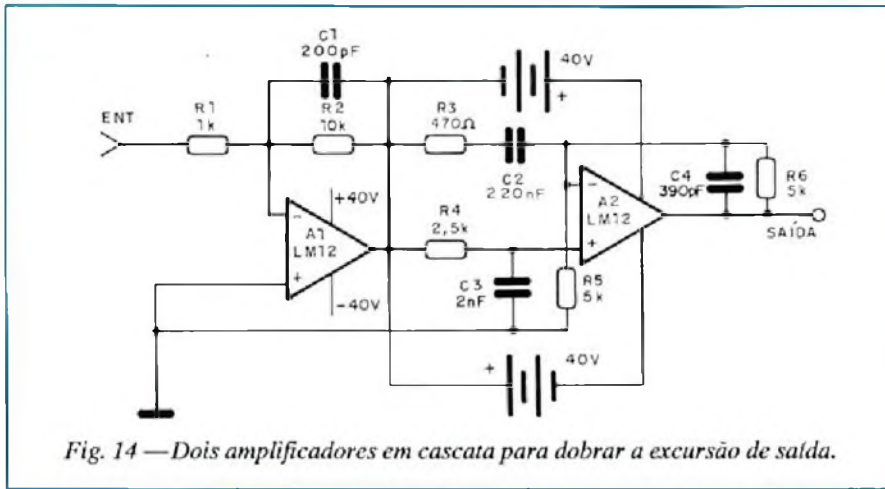 C1
200pF
40V
+
ENT
R1
1k
R2
10k
R3
470Ω
C2
220nF
A1
LM12
+40V
-40V
-
+
R4
2,5k
C3
2nF
A2
LM12
-
+
R5
5k
C4
390pF
R6
5k
SAÍDA
+
40V
Fig. 14 — Dois amplificadores em cascata para dobrar a excursão de saída.